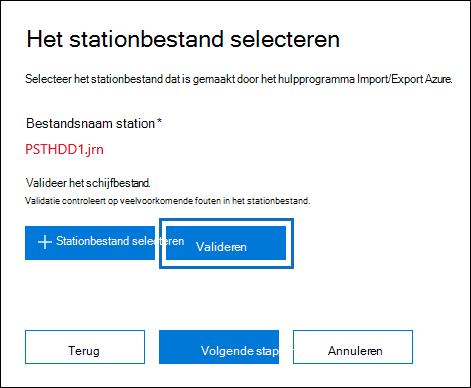 Het stationbestand selecteren
Selecteer het stationbestand dat is gemaakt door het hulpprogramma Import/Export Azure.
Bestandsnaam station *
PSTHDD1.jrn
Valideer het schijfbestand.
Validatie controleert op veelvoorkomende fouten in het stationbestand.
+ Stationbestand selecteren Valideren
Terug Volgende stap Annuleren